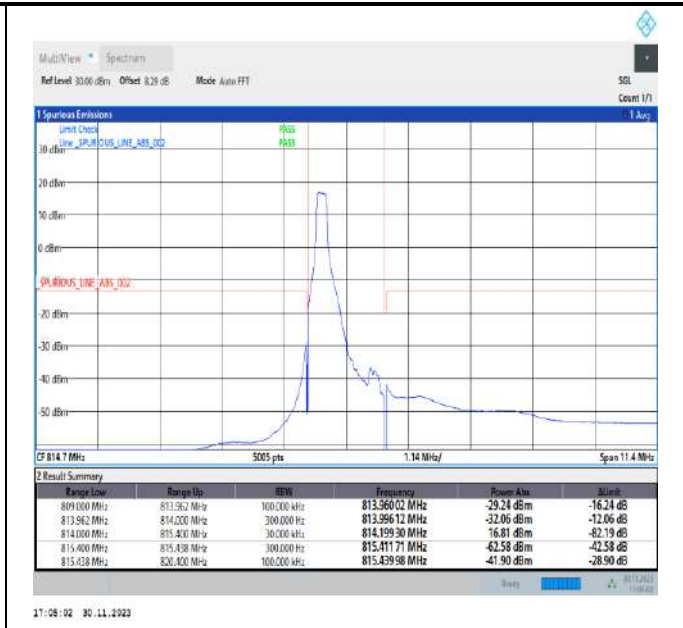 MultiView Spectrum
Ref Level 30.00 dBm Offset 8.29 dB Mode Auto FFT SGL
Count 1/1
1 Spurious Emissions 1 Avg
Limit Check PASS
Line _SPURIOUS_LINE_ABS_002 PASS
30 dBm
20 dBm
10 dBm
0 dBm
SPURIOUS_LINE_ABS_002
-20 dBm
-30 dBm
-40 dBm
-50 dBm
CF 814.7 MHz 5005 pts 1.14 MHz/ Span 11.4 MHz
2 Result Summary
Range Low Range Up RBW Frequency Power Abs ΔLimit
809.000 MHz 813.962 MHz 100.000 kHz 813.96002 MHz -29.24 dBm -16.24 dB
813.962 MHz 814.000 MHz 300.000 Hz 813.99612 MHz -32.06 dBm -12.06 dB
814.000 MHz 815.400 MHz 30.000 kHz 814.19930 MHz 16.81 dBm -82.19 dB
815.400 MHz 815.438 MHz 300.000 Hz 815.41171 MHz -62.58 dBm -42.58 dB
815.438 MHz 820.400 MHz 100.000 kHz 815.43998 MHz -41.90 dBm -28.90 dB
Ready
17:05:02 30.11.2023